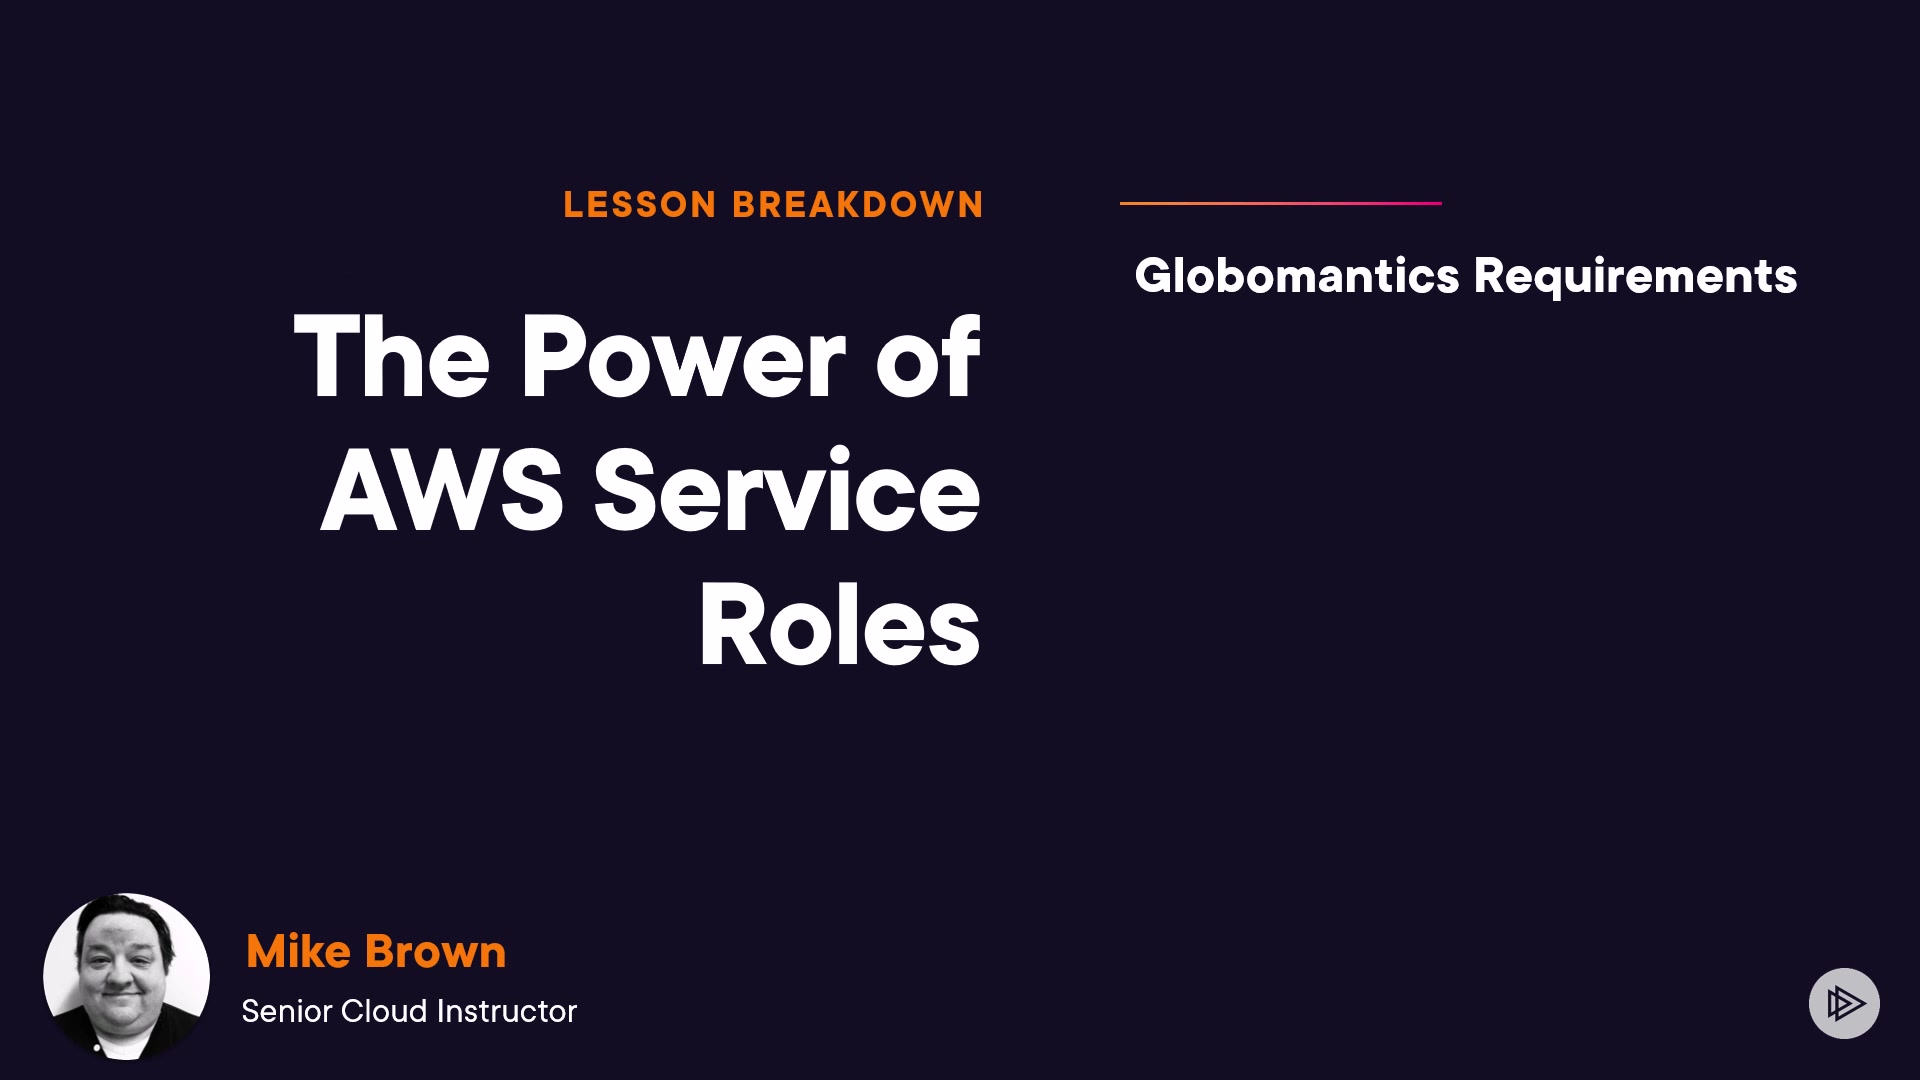 LESSON BREAKDOWN
The Power of
AWS Service
Roles
Globomantics Requirements
Mike Brown
Senior Cloud Instructor